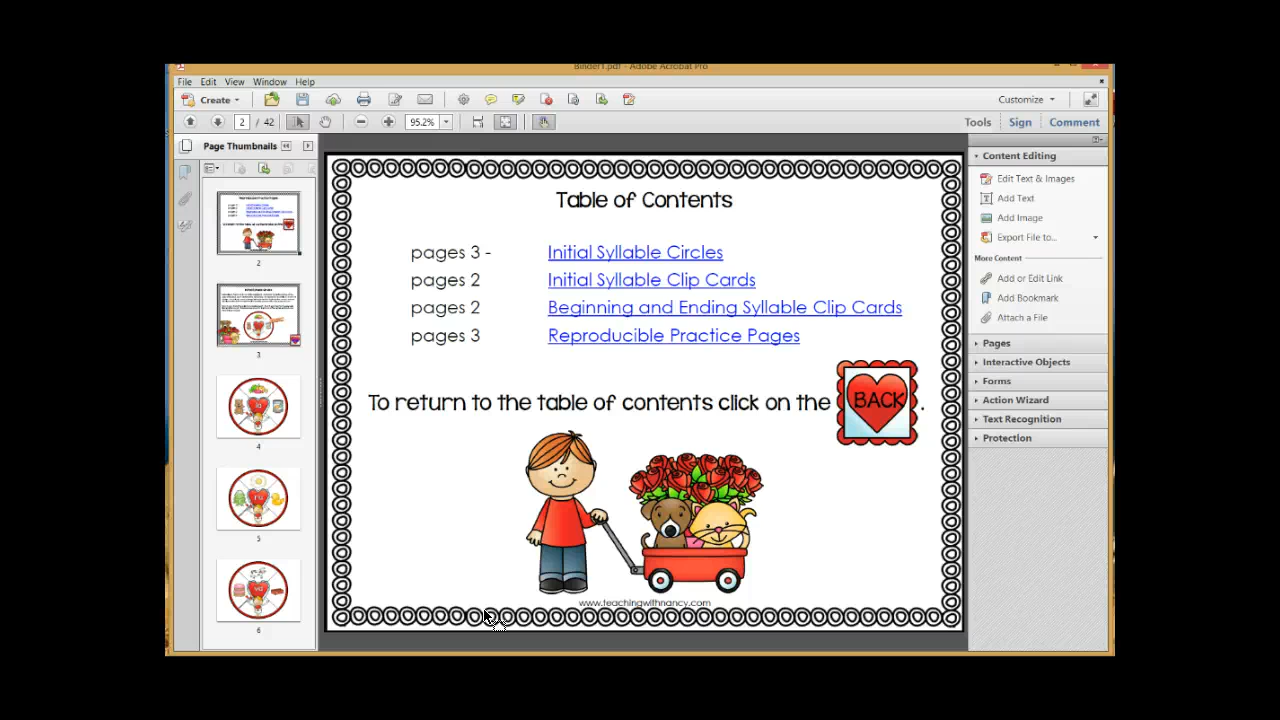 Binder1.pdf - Adobe Acrobat Pro
File Edit View Window Help
Create Customize
2 / 42 95.2% Tools Sign Comment
Page Thumbnails
Content Editing
Edit Text & Images
Add Text
Add Image
Export File to...
More Content
Add or Edit Link
Add Bookmark
Attach a File
Pages
Interactive Objects
Forms
Action Wizard
Text Recognition
Protection
2
3
4
5
6
Table of Contents
pages 3 - Initial Syllable Circles
pages 2 Initial Syllable Clip Cards
pages 2 Beginning and Ending Syllable Clip Cards
pages 3 Reproducible Practice Pages
To return to the table of contents click on the BACK .
www.teachingwithnancy.com